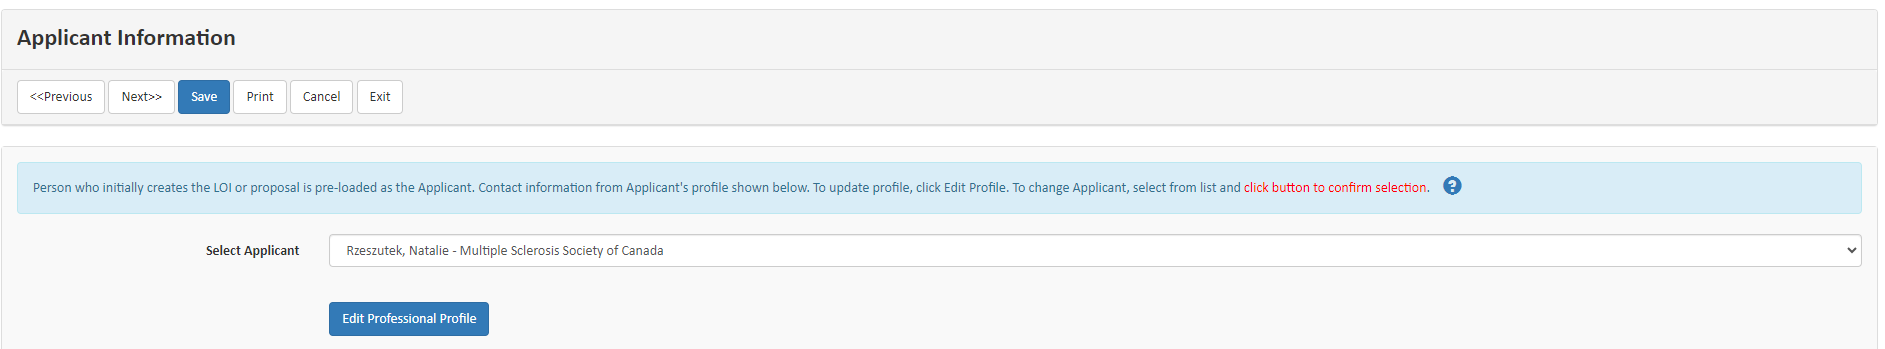 Applicant Information
<<Previous Next>> Save Print Cancel Exit
Person who initially creates the LOI or proposal is pre-loaded as the Applicant. Contact information from Applicant's profile shown below. To update profile, click Edit Profile. To change Applicant, select from list and click button to confirm selection. ?
Select Applicant Rzeszutek, Natalie - Multiple Sclerosis Society of Canada
Edit Professional Profile